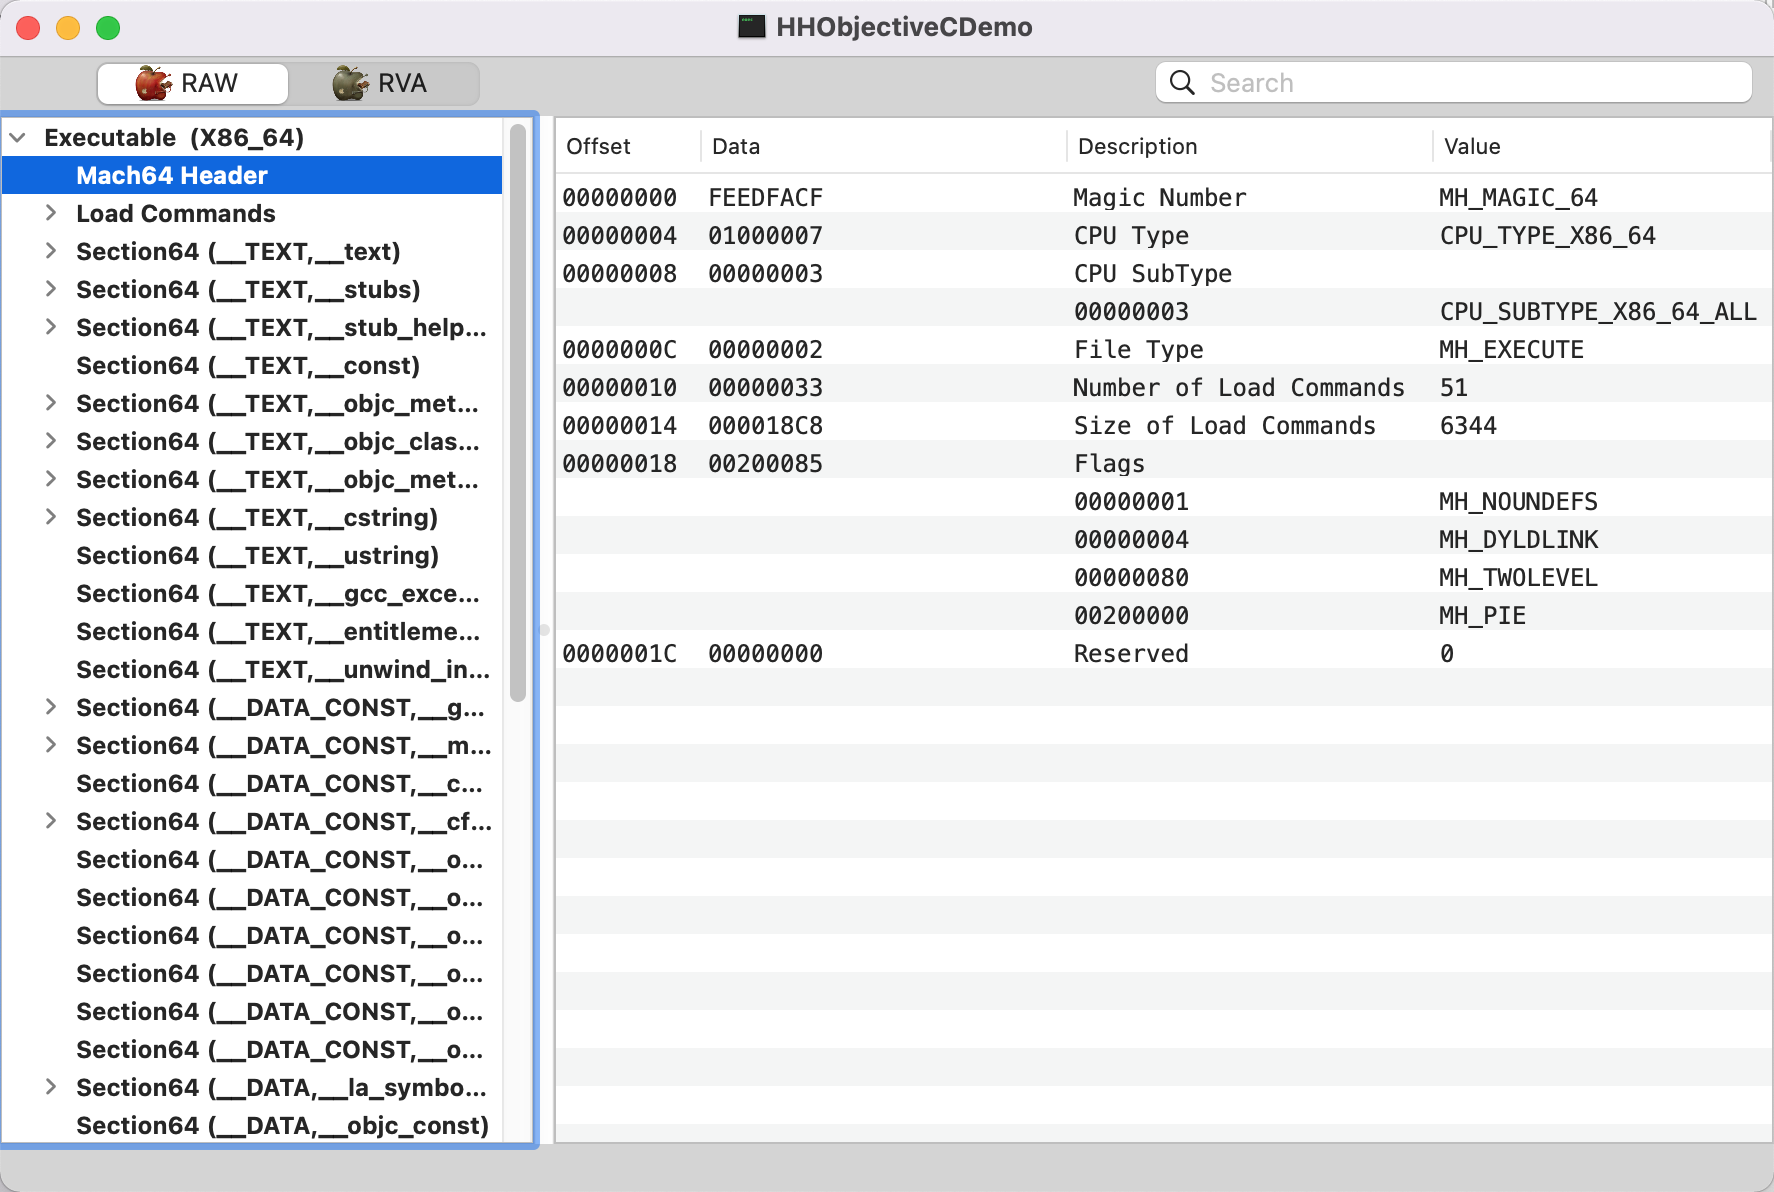 HHObjectiveCDemo
RAW
RVA
Search
Executable (X86_64)
Mach64 Header
Load Commands
Section64 (__TEXT,__text)
Section64 (__TEXT,__stubs)
Section64 (__TEXT,__stub_help...
Section64 (__TEXT,__const)
Section64 (__TEXT,__objc_met...
Section64 (__TEXT,__objc_clas...
Section64 (__TEXT,__objc_met...
Section64 (__TEXT,__cstring)
Section64 (__TEXT,__ustring)
Section64 (__TEXT,__gcc_exce...
Section64 (__TEXT,__entitleme...
Section64 (__TEXT,__unwind_in...
Section64 (__DATA_CONST,__g...
Section64 (__DATA_CONST,__m...
Section64 (__DATA_CONST,__c...
Section64 (__DATA_CONST,__cf...
Section64 (__DATA_CONST,__o...
Section64 (__DATA_CONST,__o...
Section64 (__DATA_CONST,__o...
Section64 (__DATA_CONST,__o...
Section64 (__DATA_CONST,__o...
Section64 (__DATA_CONST,__o...
Section64 (__DATA,__la_symbo...
Section64 (__DATA,__objc_const)
Offset Data Description Value
00000000 FEEDFACF Magic Number MH_MAGIC_64
00000004 01000007 CPU Type CPU_TYPE_X86_64
00000008 00000003 CPU SubType
00000003 CPU_SUBTYPE_X86_64_ALL
0000000C 00000002 File Type MH_EXECUTE
00000010 00000033 Number of Load Commands 51
00000014 000018C8 Size of Load Commands 6344
00000018 00200085 Flags
00000001 MH_NOUNDEFS
00000004 MH_DYLDLINK
00000080 MH_TWOLEVEL
00200000 MH_PIE
0000001C 00000000 Reserved 0